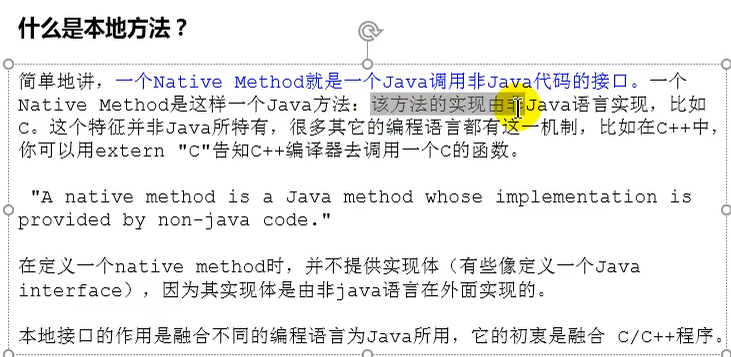 什么是本地方法？
简单地讲，一个Native Method就是一个Java调用非Java代码的接口。一个
Native Method是这样一个Java方法：该方法的实现由非Java语言实现，比如
C。这个特征并非Java所特有，很多其它的编程语言都有这一机制，比如在C++中，
你可以用extern "C"告知C++编译器去调用一个C的函数。
"A native method is a Java method whose implementation is
provided by non-java code."
在定义一个native method时，并不提供实现体（有些像定义一个Java
interface），因为其实现体是由非java语言在外面实现的。
本地接口的作用是融合不同的编程语言为Java所用，它的初衷是融合 C/C++程序。